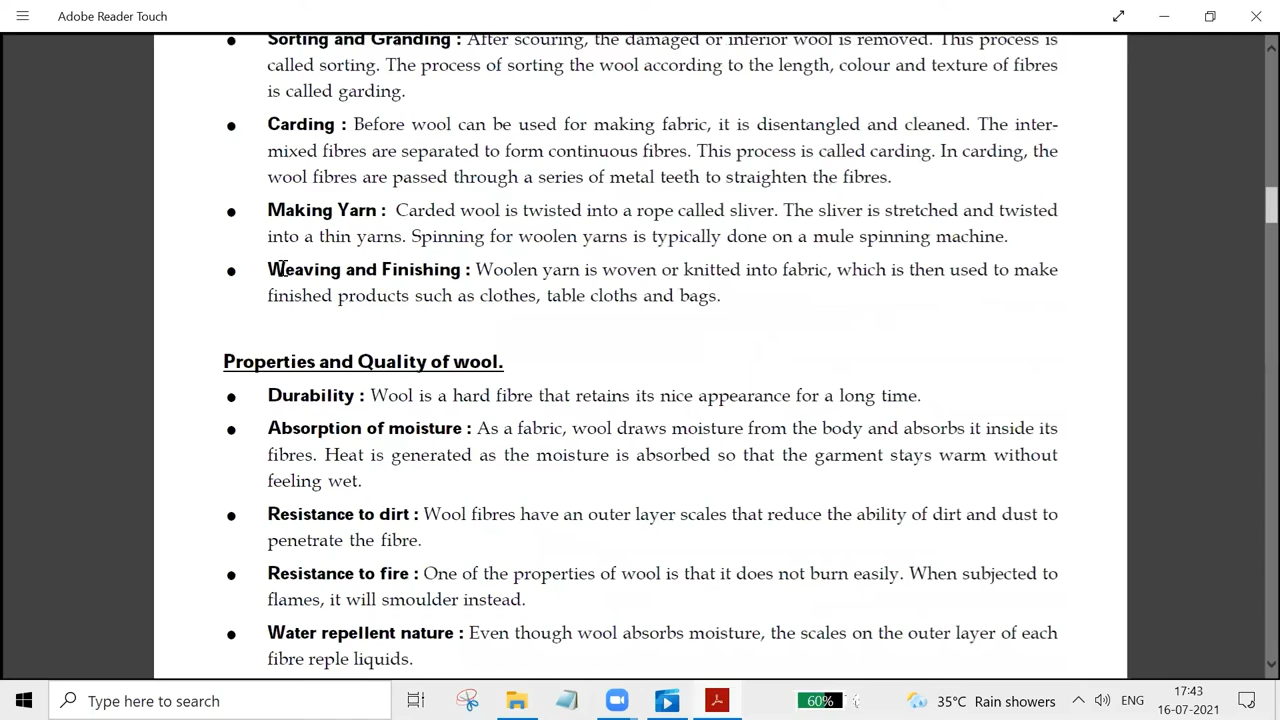 Adobe Reader Touch
● Sorting and Granding : After scouring, the damaged or inferior wool is removed. This process is
called sorting. The process of sorting the wool according to the length, colour and texture of fibres
is called garding.
● Carding : Before wool can be used for making fabric, it is disentangled and cleaned. The inter-
mixed fibres are separated to form continuous fibres. This process is called carding. In carding, the
wool fibres are passed through a series of metal teeth to straighten the fibres.
● Making Yarn : Carded wool is twisted into a rope called sliver. The sliver is stretched and twisted
into a thin yarns. Spinning for woolen yarns is typically done on a mule spinning machine.
● Weaving and Finishing : Woolen yarn is woven or knitted into fabric, which is then used to make
finished products such as clothes, table cloths and bags.
Properties and Quality of wool.
● Durability : Wool is a hard fibre that retains its nice appearance for a long time.
● Absorption of moisture : As a fabric, wool draws moisture from the body and absorbs it inside its
fibres. Heat is generated as the moisture is absorbed so that the garment stays warm without
feeling wet.
● Resistance to dirt : Wool fibres have an outer layer scales that reduce the ability of dirt and dust to
penetrate the fibre.
● Resistance to fire : One of the properties of wool is that it does not burn easily. When subjected to
flames, it will smoulder instead.
● Water repellent nature : Even though wool absorbs moisture, the scales on the outer layer of each
fibre reple liquids.
Type here to search
60%
35°C Rain showers
ENG
17:43
16-07-2021